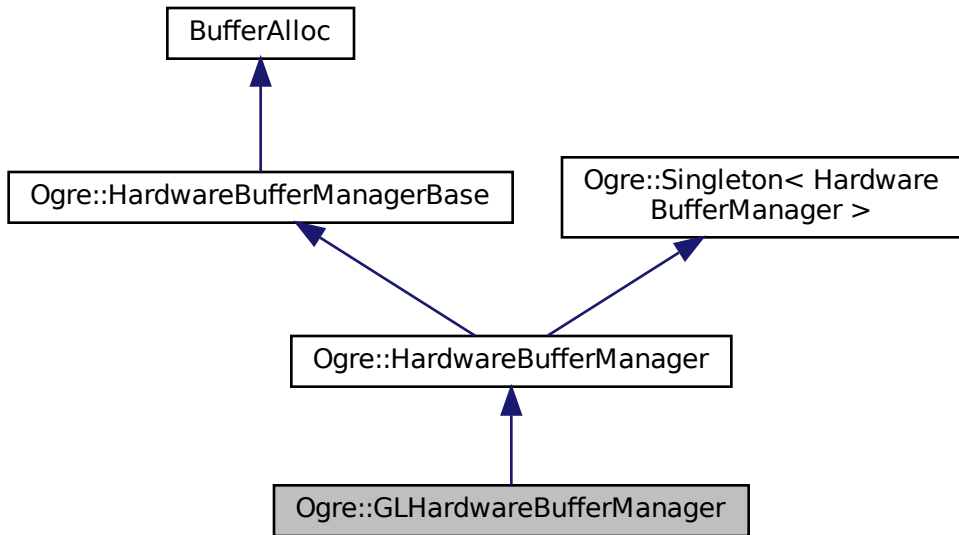 BufferAlloc
Ogre::HardwareBufferManagerBase
Ogre::Singleton< Hardware
BufferManager >
Ogre::HardwareBufferManager
Ogre::GLHardwareBufferManager